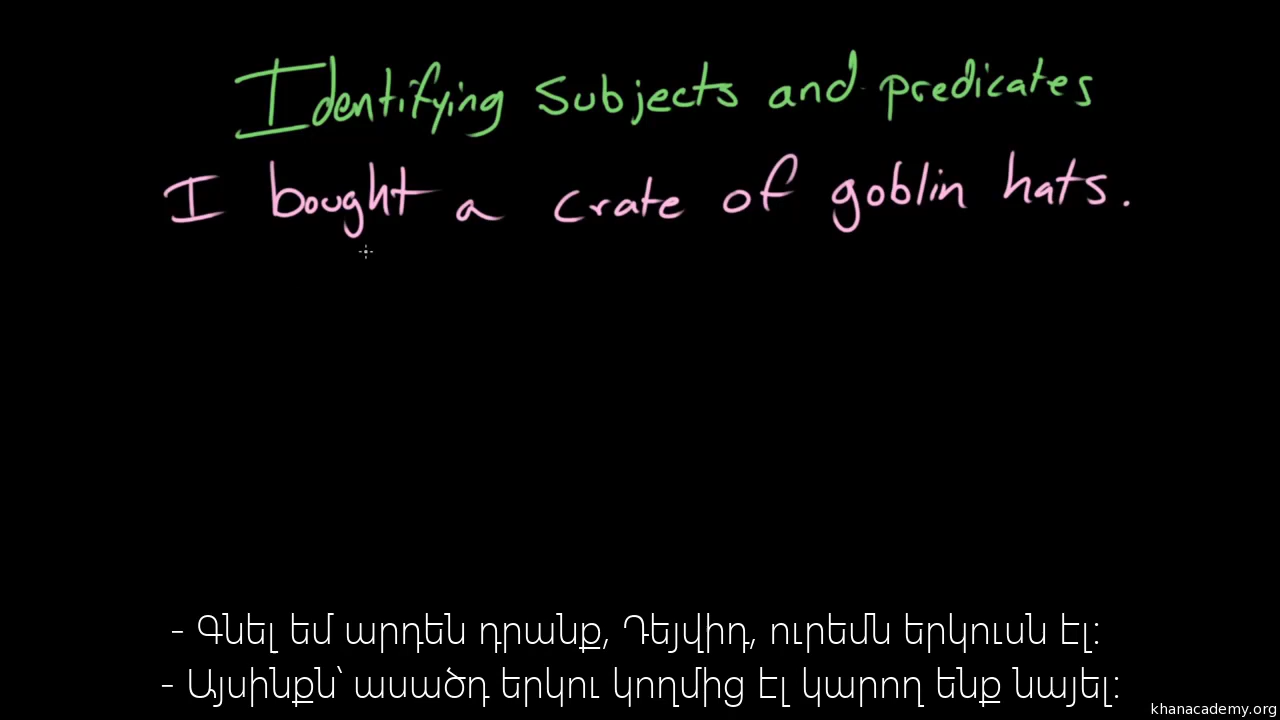 Identifying subjects and predicates
I bought a crate of goblin hats.
- Գնել եմ արդեն դրանք, Դեյվիդ, ուրեմն երկուսն էլ:
- Այսինքն՝ ասածդ երկու կողմից էլ կարող ենք նայել:
khanacademy.org